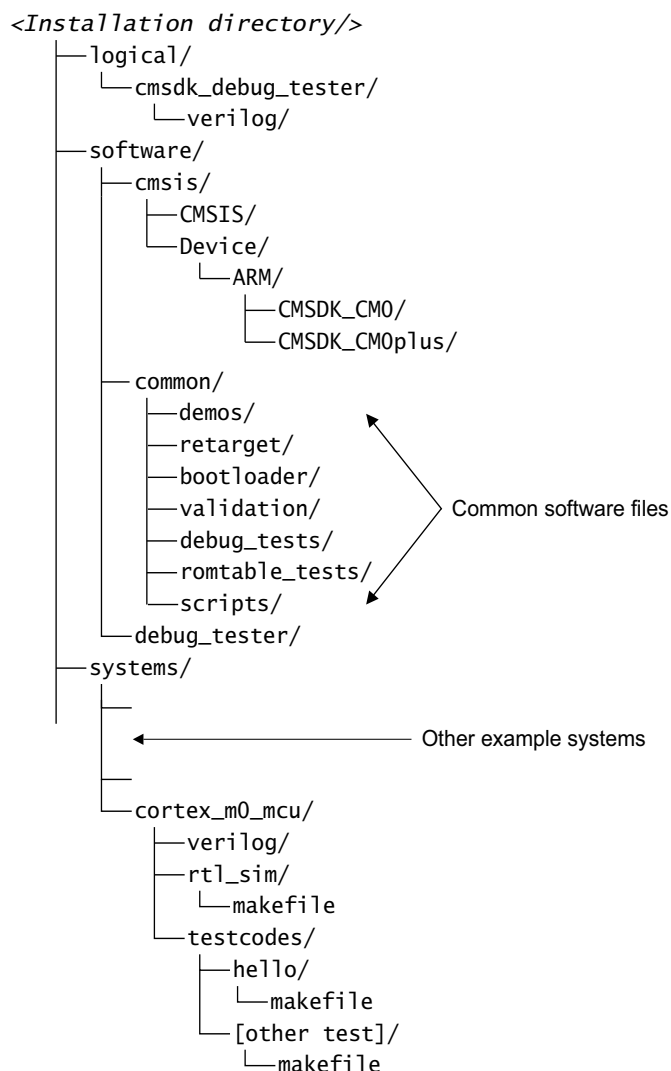 <Installation directory/>
logical/
cmsdk_debug_tester/
verilog/
software/
cmsis/
CMSIS/
Device/
ARM/
CMSDK_CM0/
CMSDK_CM0plus/
common/
demos/
retarget/
bootloader/
validation/
Common software files
debug_tests/
romtable_tests/
scripts/
debug_tester/
systems/
Other example systems
cortex_m0_mcu/
verilog/
rtl_sim/
makefile
testcodes/
hello/
makefile
[other test]/
makefile